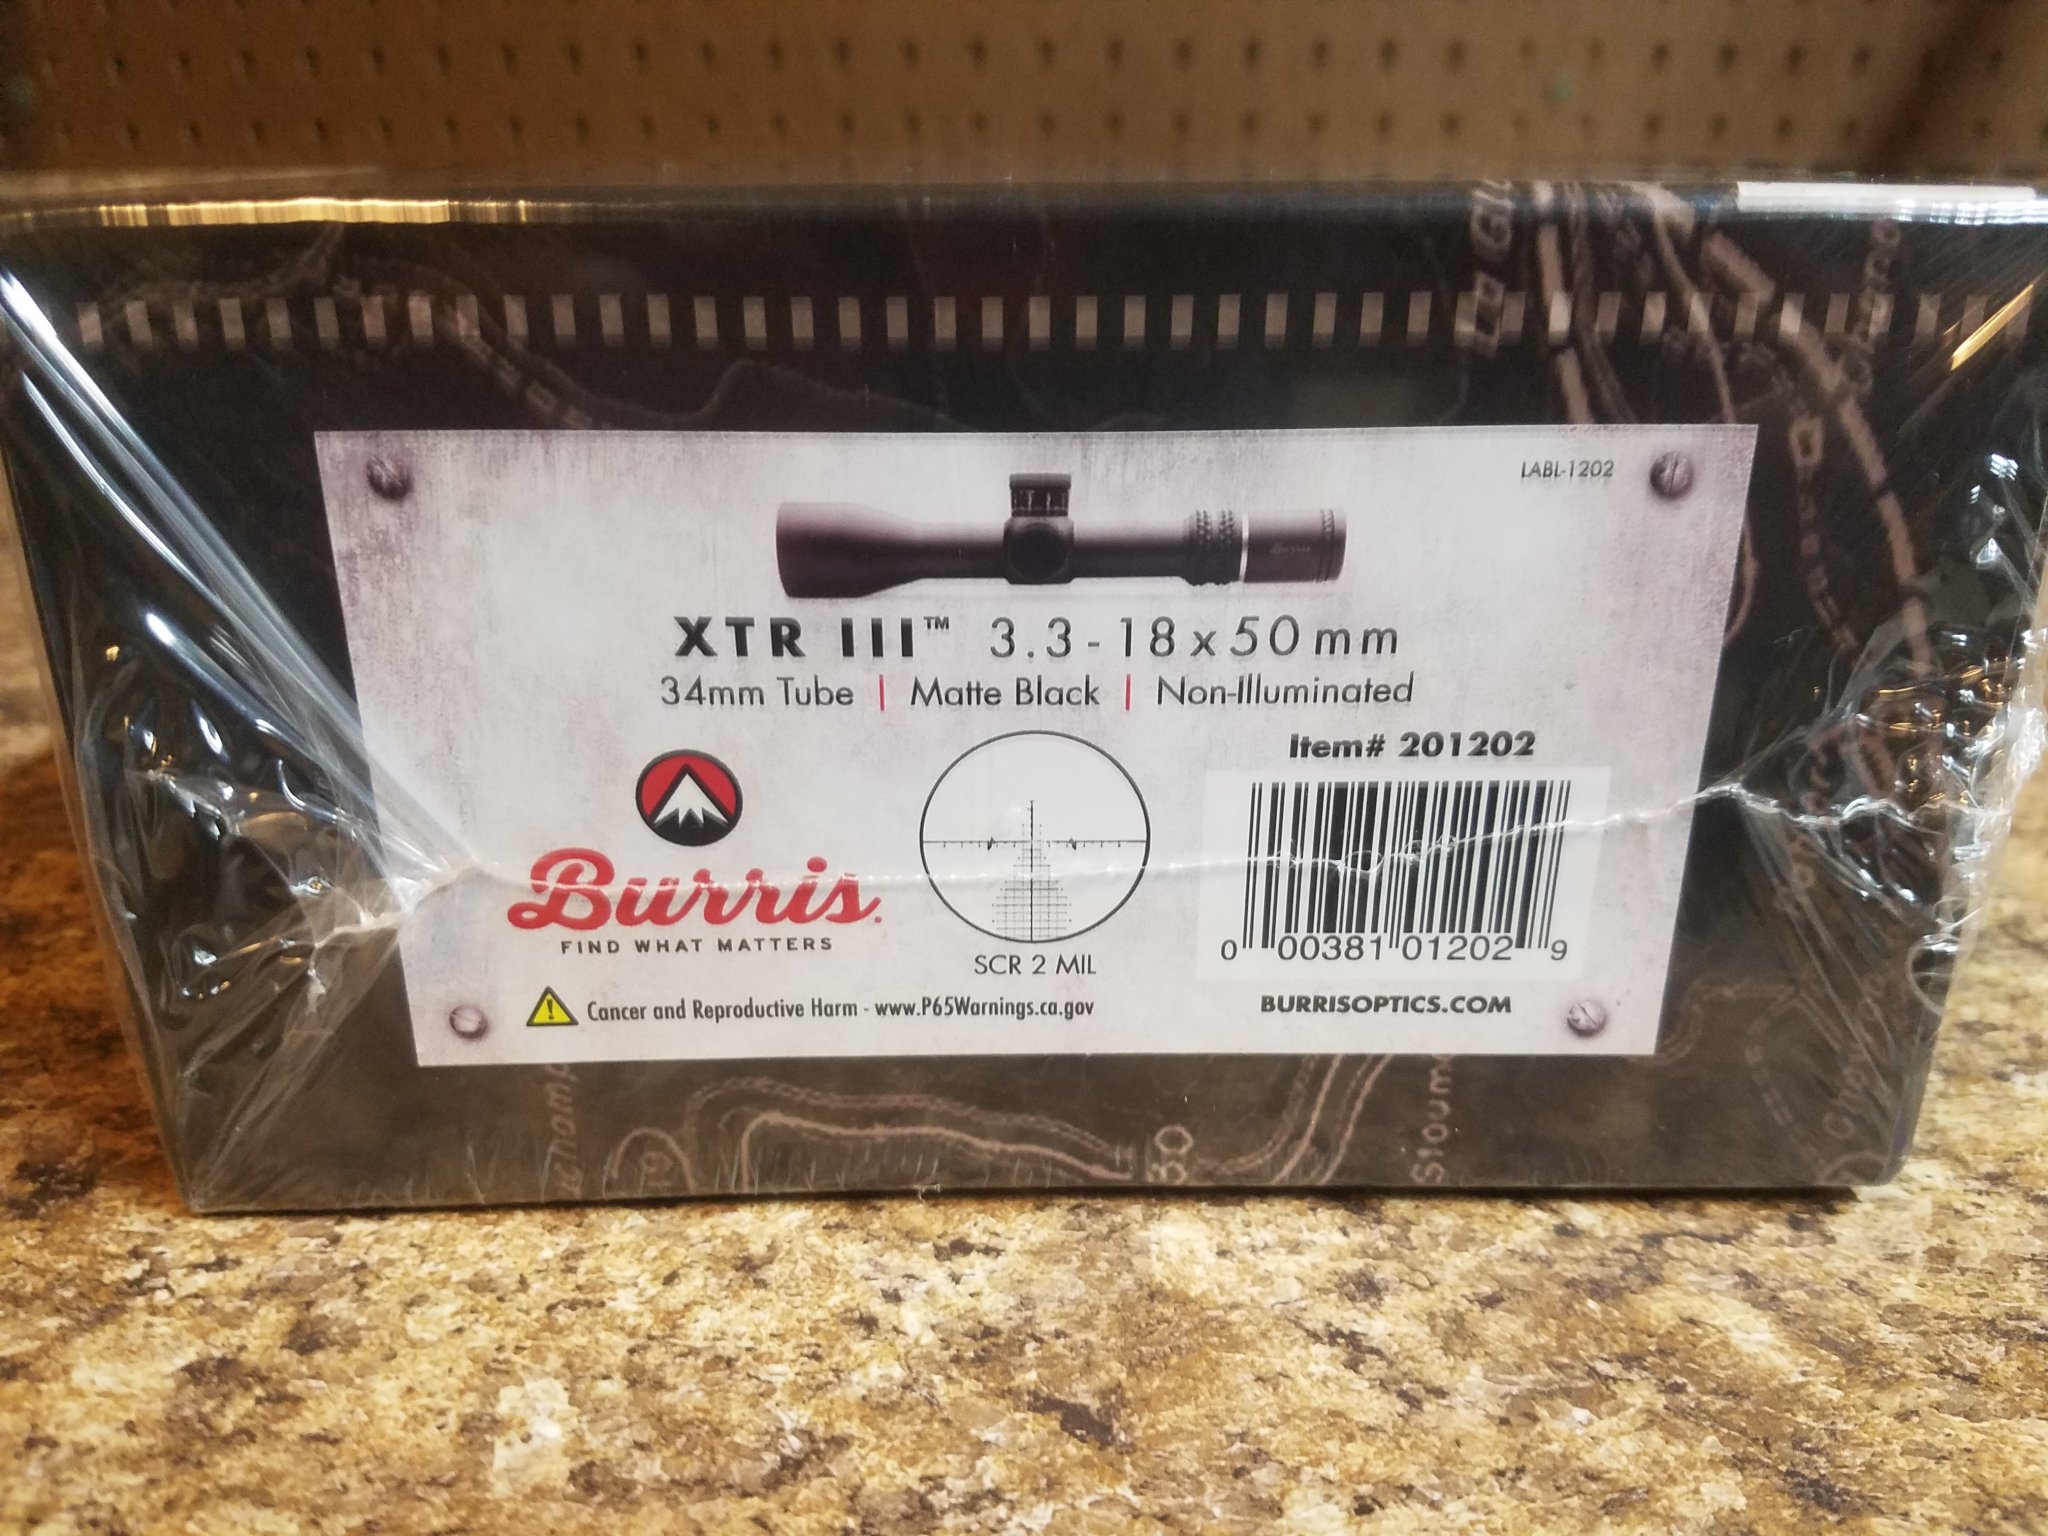 LABL-1202
XTR III™ 3.3-18x50mm
34mm Tube | Matte Black | Non-Illuminated
Item# 201202
Burris.
FIND WHAT MATTERS
SCR 2 MIL
0 00381 01202 9
Cancer and Reproductive Harm - www.P65Warnings.ca.gov
BURRISOPTICS.COM